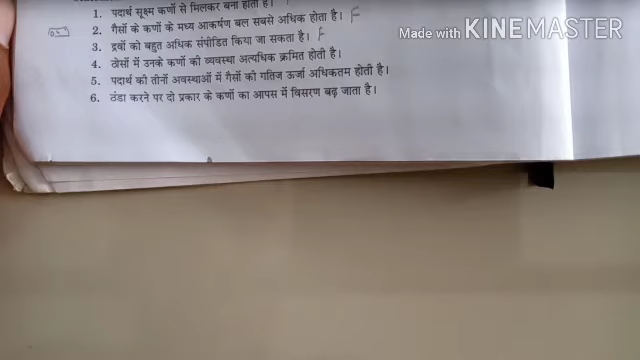 Made with KINEMASTER
1. पदार्थ सूक्ष्म कणों से मिलकर बना होता है।
2. गैसों के कणों के मध्य आकर्षण बल सबसे अधिक होता है। F
3. द्रवों को बहुत अधिक संपीडित किया जा सकता है। F
4. ठोसों में उनके कणों की व्यवस्था अत्यधिक क्रमित होती है।
5. पदार्थ की तीनों अवस्थाओं में गैसों की गतिज ऊर्जा अधिकतम होती है।
6. ठंडा करने पर दो प्रकार के कणों का आपस में विसरण बढ़ जाता है।